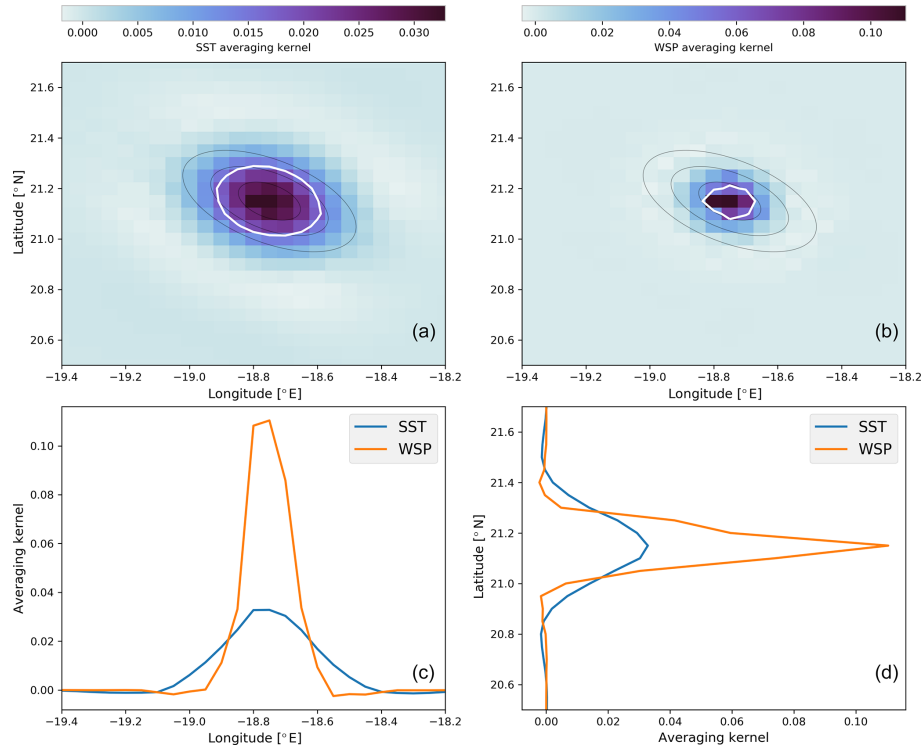 0.000 0.005 0.010 0.015 0.020 0.025 0.030
SST averaging kernel
21.6
21.4
21.2
21.0
20.8
20.6
Latitude [°N]
(a)
−19.4 −19.2 −19.0 −18.8 −18.6 −18.4 −18.2
Longitude [°E]
−0.00 0.02 0.04 0.06 0.08 0.10
WSP averaging kernel
21.6
21.4
21.2
21.0
20.8
20.6
(b)
−19.4 −19.2 −19.0 −18.8 −18.6 −18.4 −18.2
Longitude [°E]
SST
WSP
0.10
0.08
0.06
0.04
0.02
0.00
Averaging kernel
(c)
−19.4 −19.2 −19.0 −18.8 −18.6 −18.4 −18.2
Longitude [°E]
SST
WSP
21.6
21.4
21.2
21.0
20.8
20.6
Latitude [°N]
(d)
0.00 0.02 0.04 0.06 0.08 0.10
Averaging kernel